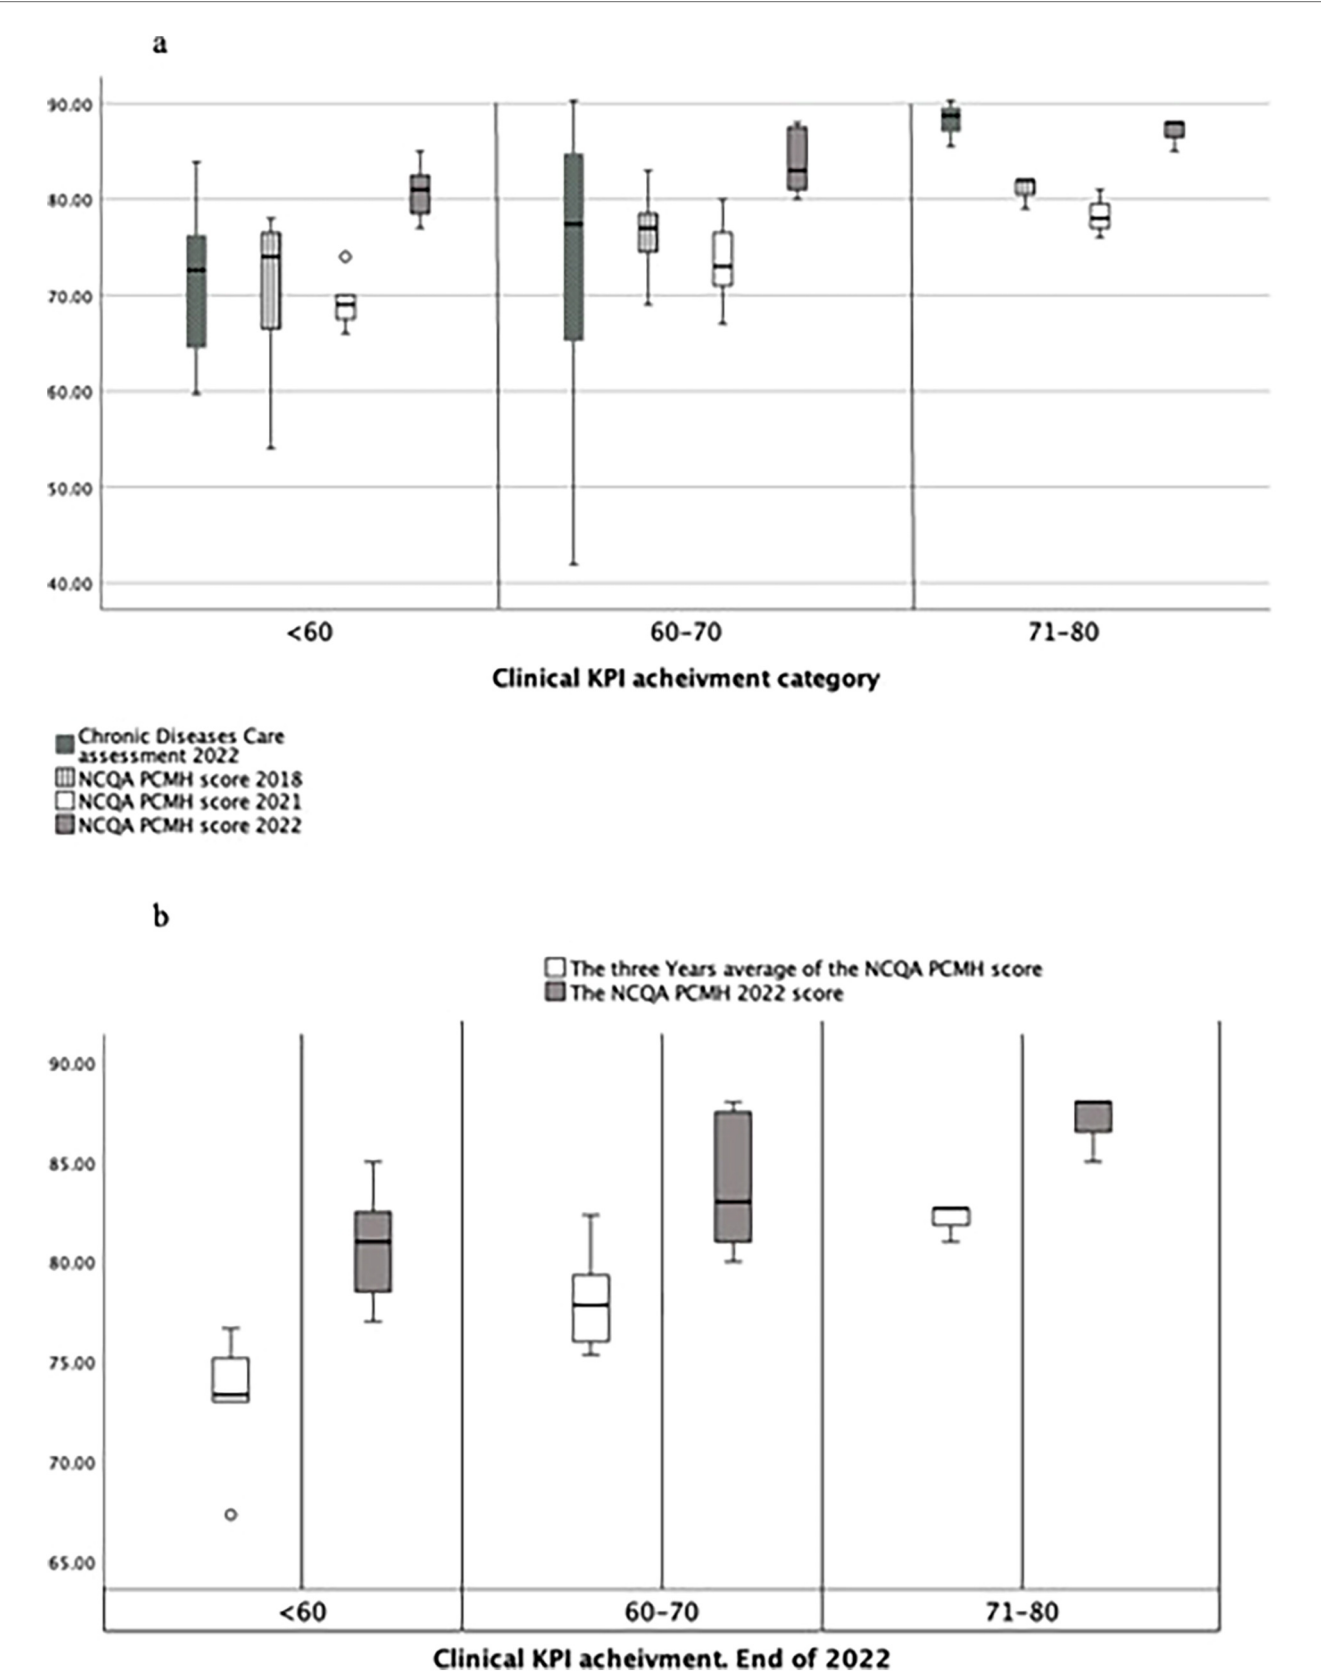 a
90.00
80.00
70.00
60.00
50.00
40.00
<60 60-70 71-80
Clinical KPI acheivment category
Chronic Diseases Care
assessment 2022
NCQA PCMH score 2018
NCQA PCMH score 2021
NCQA PCMH score 2022
b
The three Years average of the NCQA PCMH score
The NCQA PCMH 2022 score
90.00
85.00
80.00
75.00
70.00
65.00
<60 60-70 71-80
Clinical KPI acheivment. End of 2022